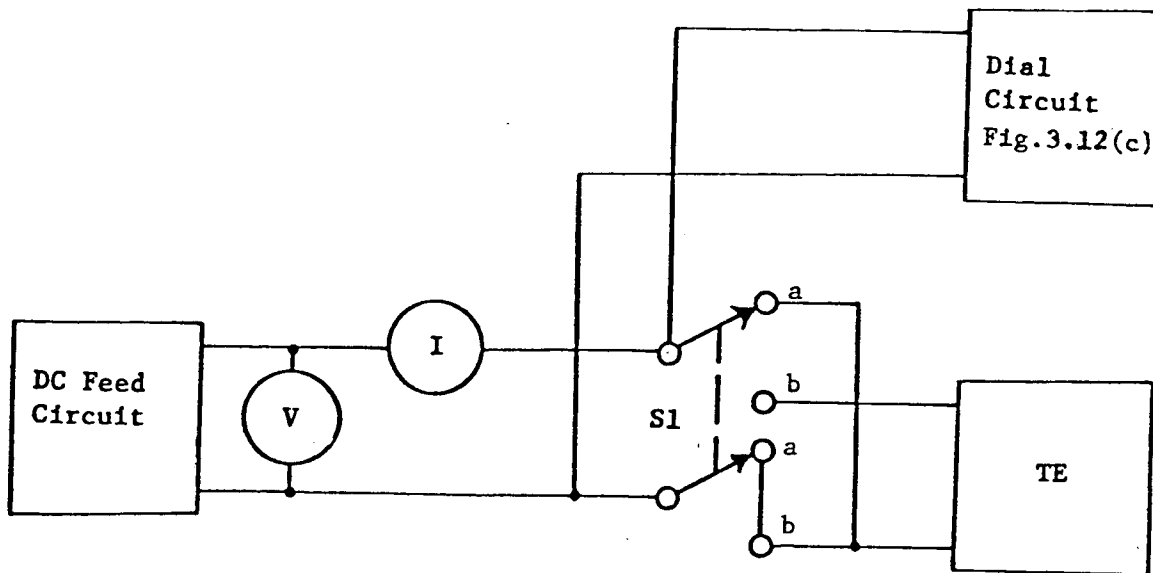 Dial
Circuit
Fig.3.12(c)
a
I
DC Feed
Circuit
V
b
S1
a
TE
b